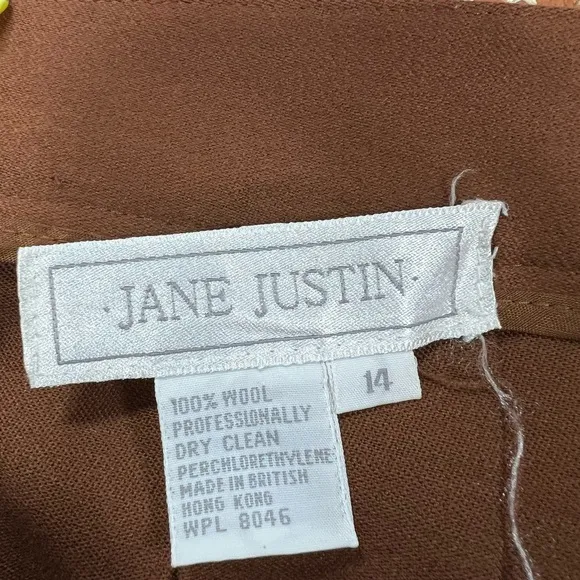 · JANE JUSTIN ·
14
100% WOOL
PROFESSIONALLY
DRY CLEAN
PERCHLORETHYLENE
MADE IN BRITISH
HONG KONG
WPL 8046